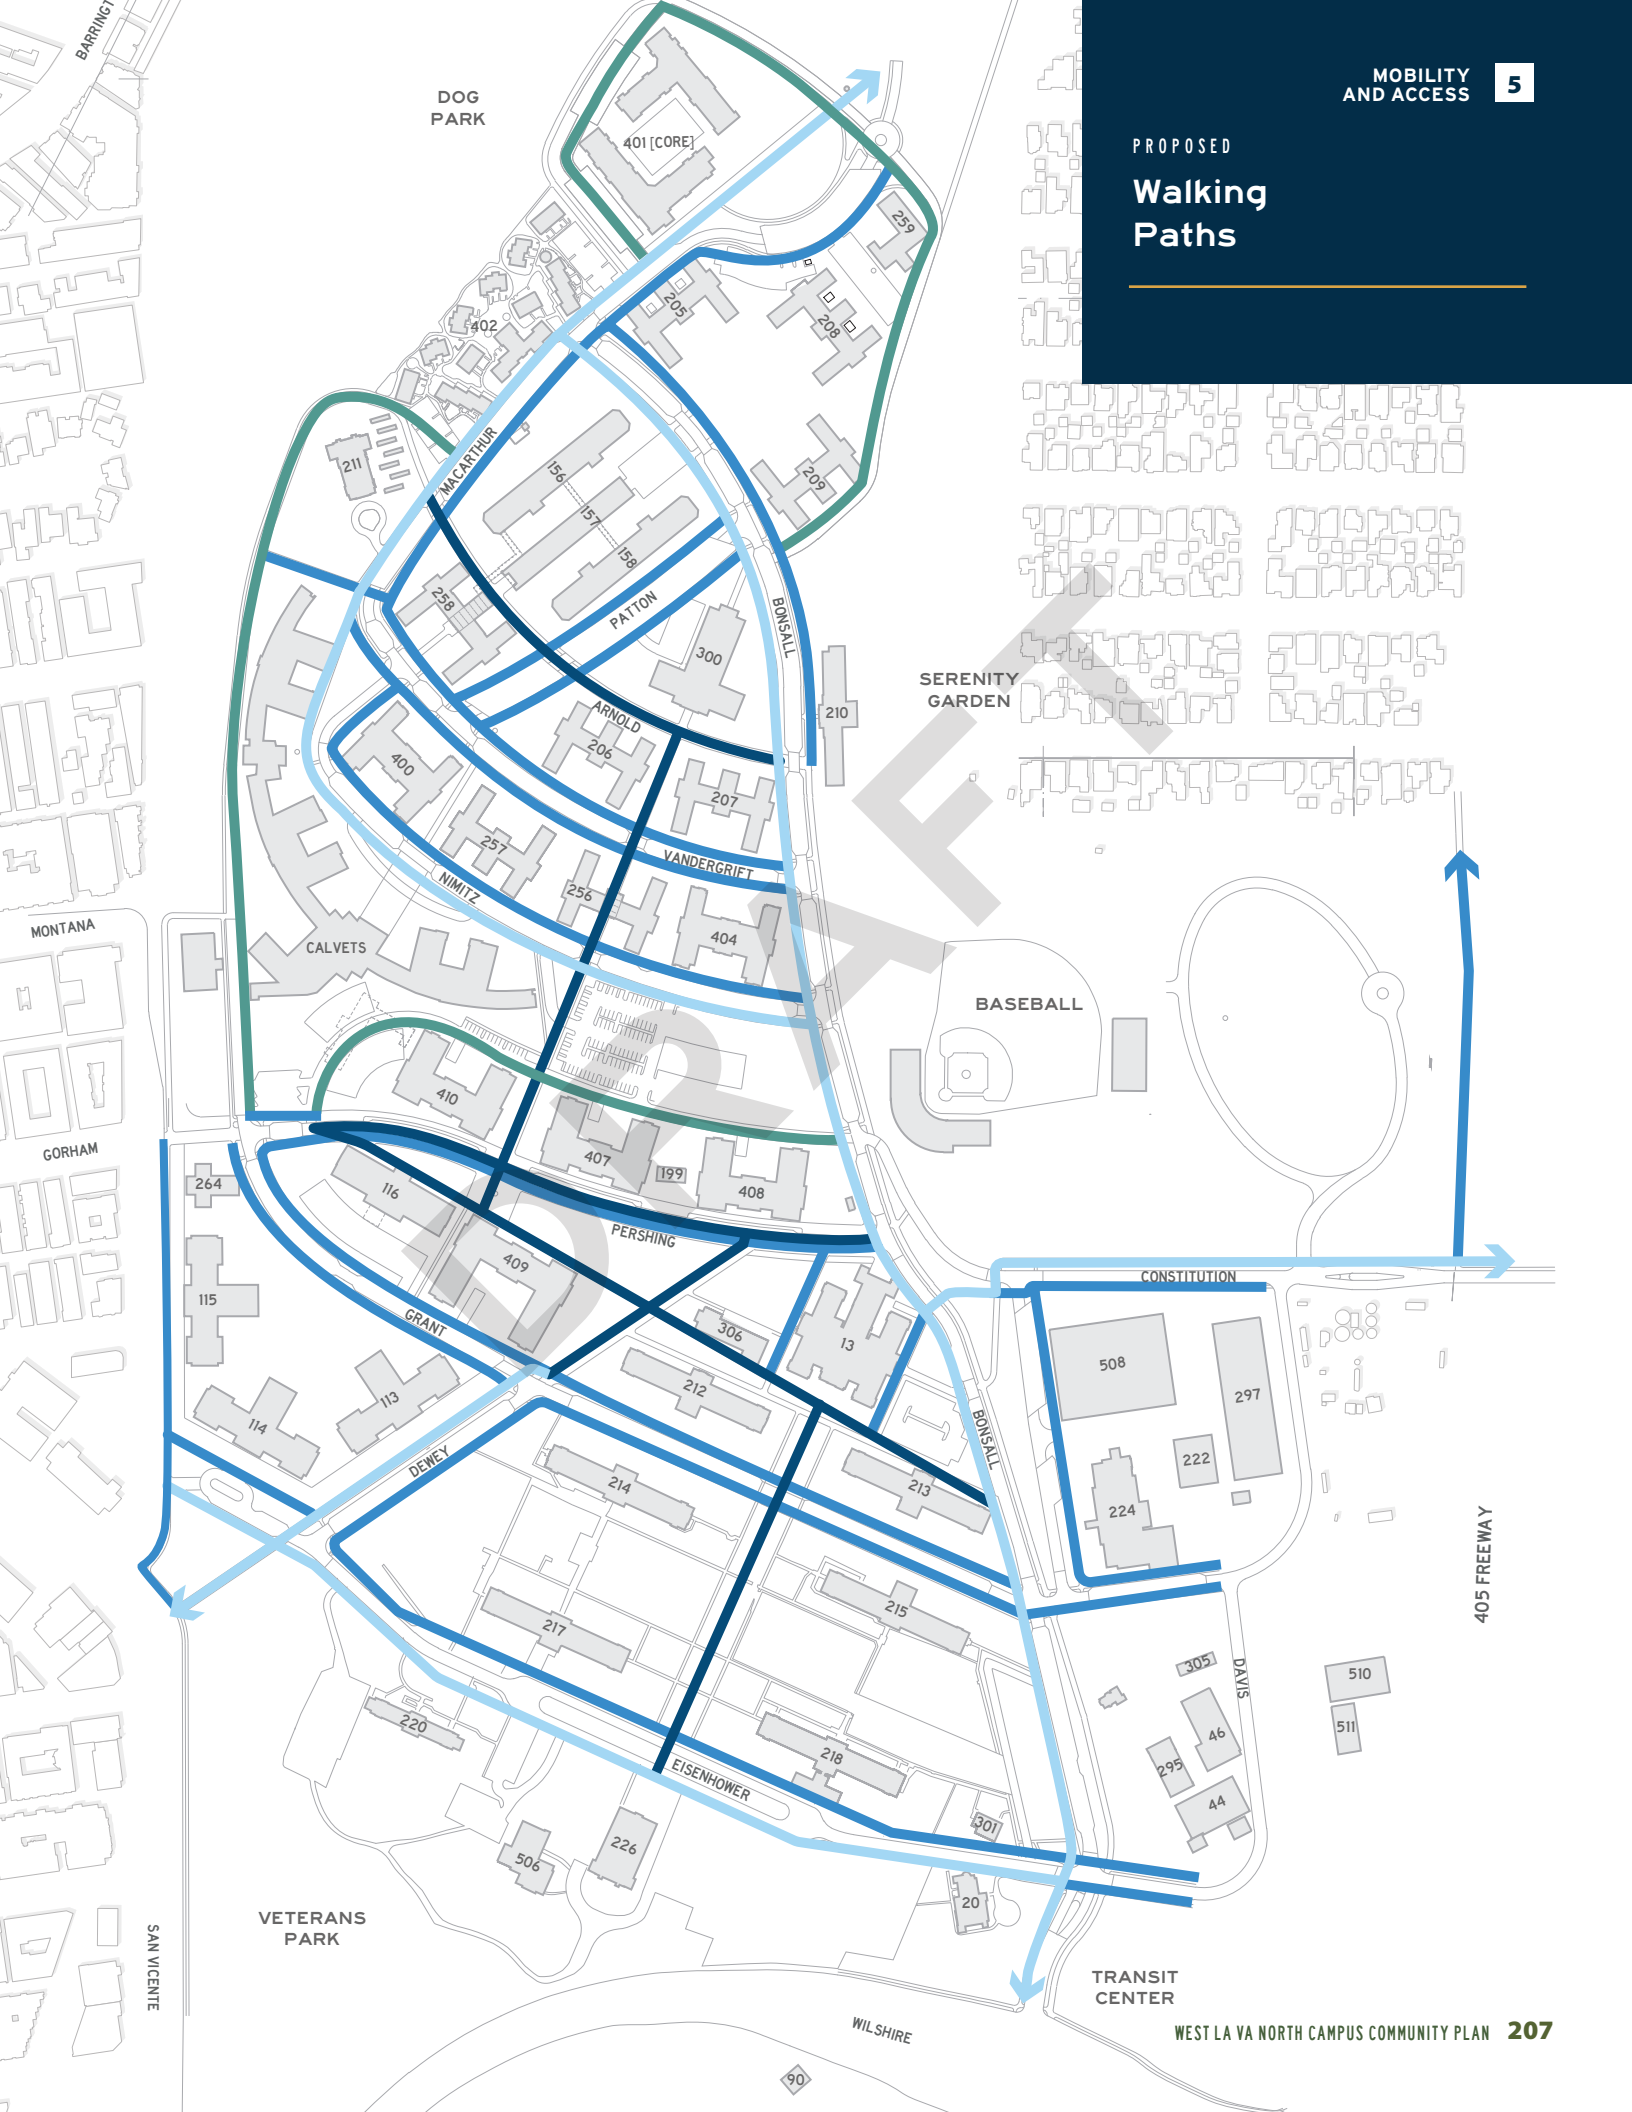 MOBILITY
AND ACCESS
5
PROPOSED
Walking
Paths
DOG
PARK
401 [CORE]
259
205
208
402
MACARTHUR
211
156
157
158
209
258
PATTON
BONSALL
300
SERENITY
GARDEN
210
ARNOLD
206
400
207
257
VANDERGRIFT
NIMITZ
256
404
MONTANA
CALVETS
BASEBALL
410
GORHAM
407
199
408
264
116
PERSHING
409
CONSTITUTION
115
GRANT
306
13
508
297
212
113
114
BONSALL
DEWEY
222
214
213
224
405 FREEWAY
215
217
305
DAVIS
510
220
46
511
218
295
EISENHOWER
44
301
226
506
20
VETERANS
PARK
SAN VICENTE
TRANSIT
CENTER
WILSHIRE
90
DRAFT
WEST LA VA NORTH CAMPUS COMMUNITY PLAN 207